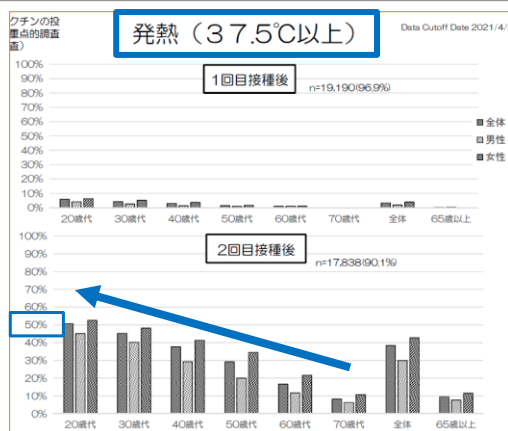 クチンの投
重点的調査
査）
発熱（３７.5℃以上）
Data Cutoff Date 2021/4/
1回目接種後
n=19,190(96.9%)
100%
90%
80%
70%
60%
50%
40%
30%
20%
10%
0%
■全体
■男性
■女性
20歳代 30歳代 40歳代 50歳代 60歳代 70歳代 全体 65歳以上
2回目接種後
n=17,838(90.1%)
100%
90%
80%
70%
60%
50%
40%
30%
20%
10%
0%
20歳代 30歳代 40歳代 50歳代 60歳代 70歳代 全体 65歳以上